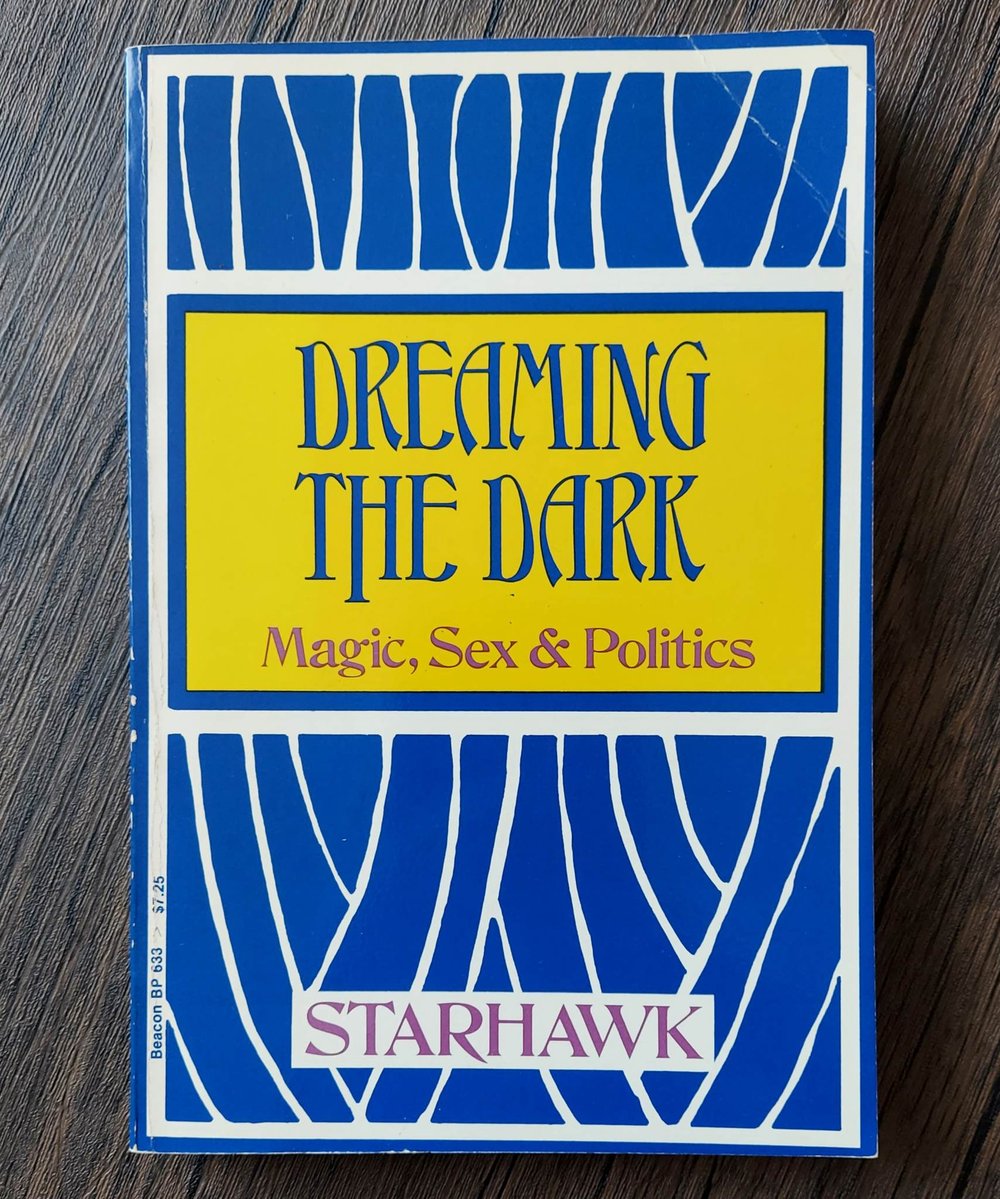 DREAMING
THE DARK
Magic, Sex & Politics
STARHAWK
Beacon BP 633 > $7.25